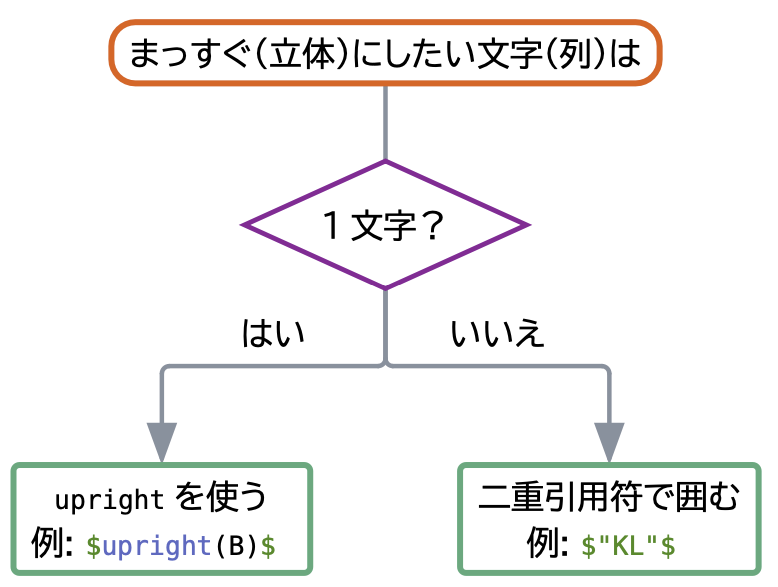 まっすぐ(立体)にしたい文字(列)は
1 文字？
はい
いいえ
upright を使う
例: $upright(B)$
二重引用符で囲む
例: $"KL"$